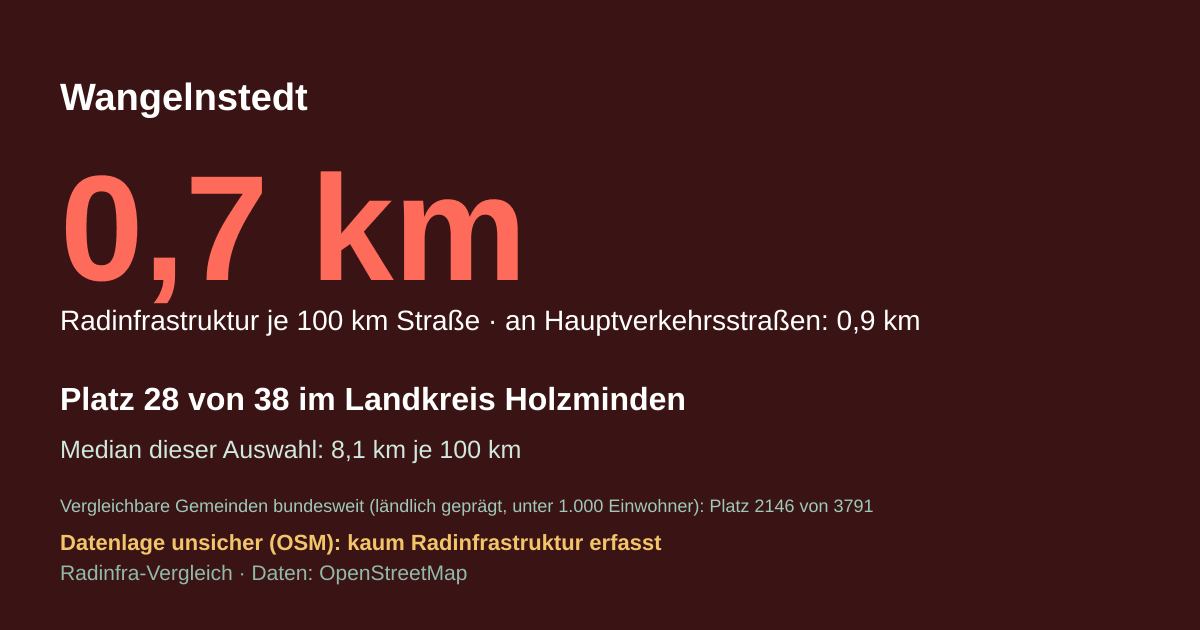 Wangelnstedt
0,7 km
Radinfrastruktur je 100 km Straße · an Hauptverkehrsstraßen: 0,9 km
Platz 28 von 38 im Landkreis Holzminden
Median dieser Auswahl: 8,1 km je 100 km
Vergleichbare Gemeinden bundesweit (ländlich geprägt, unter 1.000 Einwohner): Platz 2146 von 3791
Datenlage unsicher (OSM): kaum Radinfrastruktur erfasst
Radinfra-Vergleich · Daten: OpenStreetMap